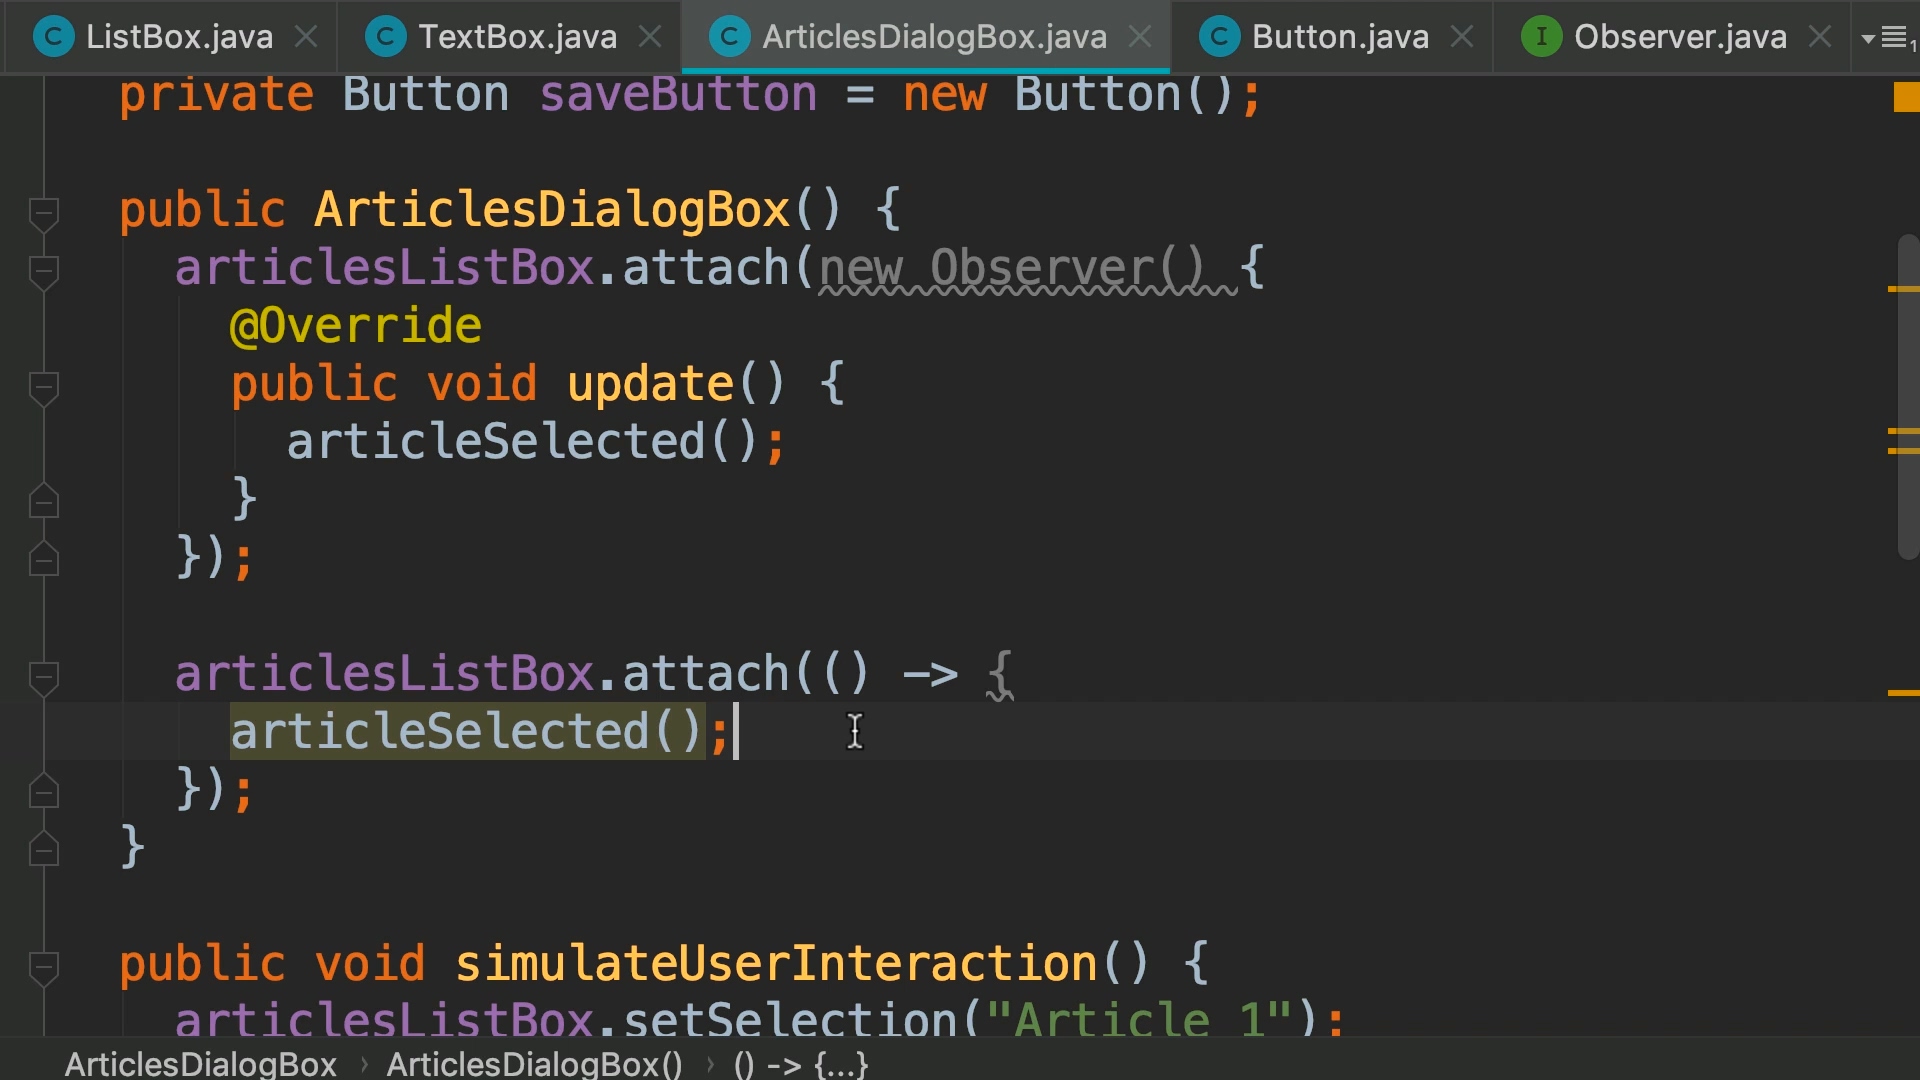 ListBox.java TextBox.java ArticlesDialogBox.java Button.java Observer.java
private Button saveButton = new Button();
public ArticlesDialogBox() {
articlesListBox.attach(new Observer() {
@Override
public void update() {
articleSelected();
}
});
articlesListBox.attach(() -> {
articleSelected();
});
}
public void simulateUserInteraction() {
articlesListBox.setSelection("Article 1");
ArticlesDialogBox › ArticlesDialogBox() › () -> {...}